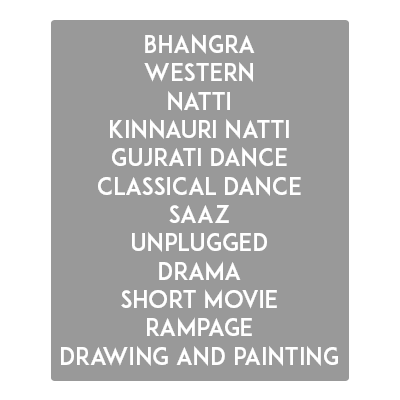 BHANGRA
WESTERN
NATTI
KINNAURI NATTI
GUJRATI DANCE
CLASSICAL DANCE
SAAZ
UNPLUGGED
DRAMA
SHORT MOVIE
RAMPAGE
DRAWING AND PAINTING